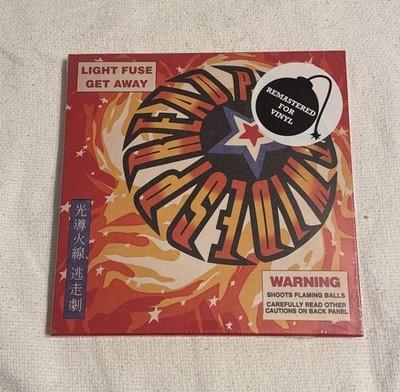 LIGHT FUSE
GET AWAY
WIDESPREAD P
REMASTERED
FOR
VINYL
光導火線、逃走劇
WARNING
SHOOTS FLAMING BALLS
CAREFULLY READ OTHER
CAUTIONS ON BACK PANEL